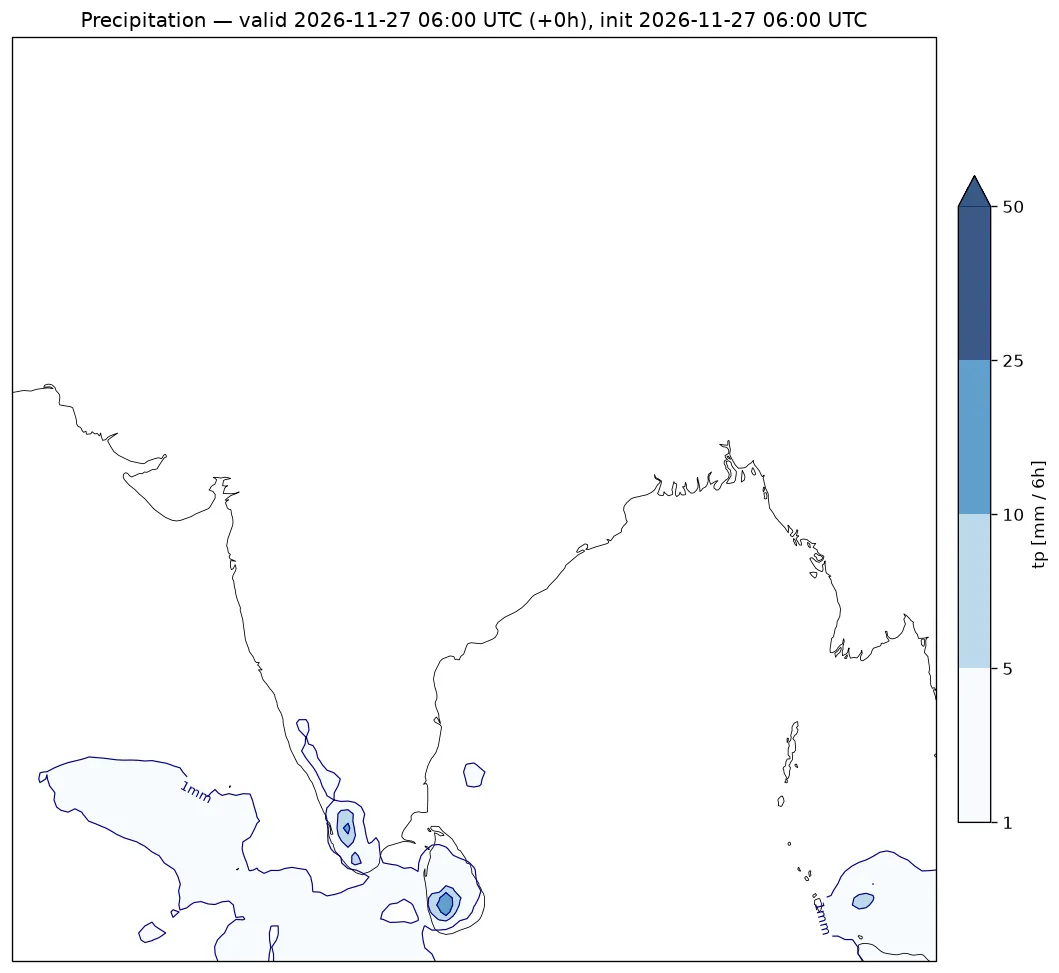 Precipitation — valid 2026-11-27 06:00 UTC (+0h), init 2026-11-27 06:00 UTC
50
25
10
5
1
tp [mm / 6h]
1mm
1mm